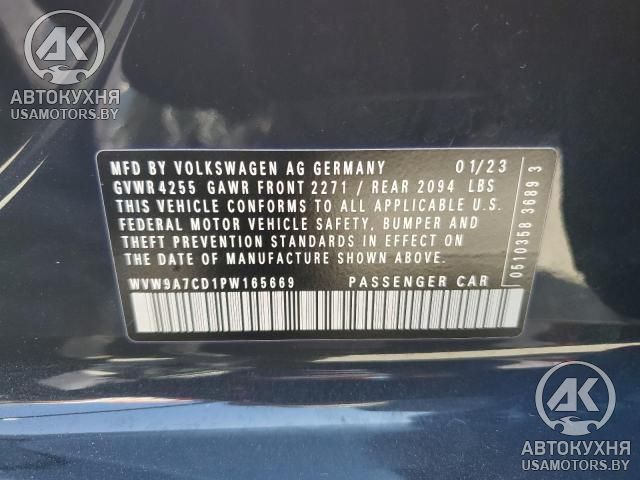 АК
АВТОКУХНЯ
USAMOTORS.BY
MFD BY VOLKSWAGEN AG GERMANY 01/23
GVWR 4255 GAWR FRONT 2271 / REAR 2094 LBS
THIS VEHICLE CONFORMS TO ALL APPLICABLE U.S.
FEDERAL MOTOR VEHICLE SAFETY, BUMPER AND
THEFT PREVENTION STANDARDS IN EFFECT ON
THE DATE OF MANUFACTURE SHOWN ABOVE.
WVW9A7CD1PW165669 PASSENGER CAR
0510358 3689 3
АК
АВТОКУХНЯ
USAMOTORS.BY